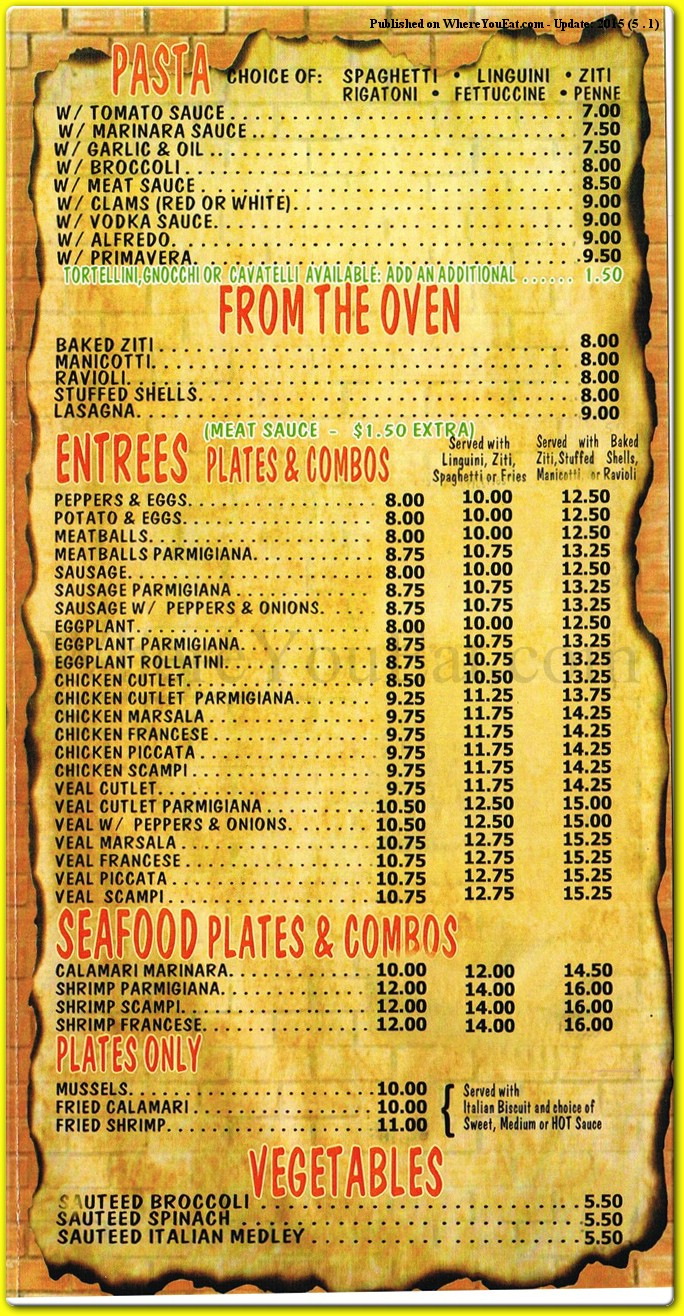 Published on WhereYouEat.com - Update: 2015 (5 . 1)
PASTA CHOICE OF: SPAGHETTI • LINGUINI • ZITI
RIGATONI • FETTUCCINE • PENNE
W/ TOMATO SAUCE 7.00
W/ MARINARA SAUCE 7.50
W/ GARLIC & OIL 7.50
W/ BROCCOLI 8.00
W/ MEAT SAUCE 8.50
W/ CLAMS (RED OR WHITE) 9.00
W/ VODKA SAUCE 9.00
W/ ALFREDO 9.00
W/ PRIMAVERA 9.50
TORTELLINI,GNOCCHI OR CAVATELLI AVAILABLE: ADD AN ADDITIONAL ...... 1.50
FROM THE OVEN
BAKED ZITI 8.00
MANICOTTI 8.00
RAVIOLI 8.00
STUFFED SHELLS 8.00
LASAGNA 9.00
(MEAT SAUCE - $1.50 EXTRA)
ENTREES PLATES & COMBOS
Served with
Linguini, Ziti,
Spaghetti or Fries
Served with Baked
Ziti,Stuffed Shells,
Manicotti or Ravioli
PEPPERS & EGGS 8.00 10.00 12.50
POTATO & EGGS 8.00 10.00 12.50
MEATBALLS 8.00 10.00 12.50
MEATBALLS PARMIGIANA 8.75 10.75 13.25
SAUSAGE 8.00 10.00 12.50
SAUSAGE PARMIGIANA 8.75 10.75 13.25
SAUSAGE W/ PEPPERS & ONIONS 8.75 10.75 13.25
EGGPLANT 8.00 10.00 12.50
EGGPLANT PARMIGIANA 8.75 10.75 13.25
EGGPLANT ROLLATINI 8.75 10.75 13.25
CHICKEN CUTLET 8.50 10.50 13.25
CHICKEN CUTLET PARMIGIANA 9.25 11.25 13.75
CHICKEN MARSALA 9.75 11.75 14.25
CHICKEN FRANCESE 9.75 11.75 14.25
CHICKEN PICCATA 9.75 11.75 14.25
CHICKEN SCAMPI 9.75 11.75 14.25
VEAL CUTLET 9.75 11.75 14.25
VEAL CUTLET PARMIGIANA 10.50 12.50 15.00
VEAL W/ PEPPERS & ONIONS 10.50 12.50 15.00
VEAL MARSALA 10.75 12.75 15.25
VEAL FRANCESE 10.75 12.75 15.25
VEAL PICCATA 10.75 12.75 15.25
VEAL SCAMPI 10.75 12.75 15.25
SEAFOOD PLATES & COMBOS
CALAMARI MARINARA 10.00 12.00 14.50
SHRIMP PARMIGIANA 12.00 14.00 16.00
SHRIMP SCAMPI 12.00 14.00 16.00
SHRIMP FRANCESE 12.00 14.00 16.00
PLATES ONLY
MUSSELS 10.00
FRIED CALAMARI 10.00
FRIED SHRIMP 11.00
Served with
Italian Biscuit and choice of
Sweet, Medium or HOT Sauce
VEGETABLES
SAUTEED BROCCOLI 5.50
SAUTEED SPINACH 5.50
SAUTEED ITALIAN MEDLEY 5.50